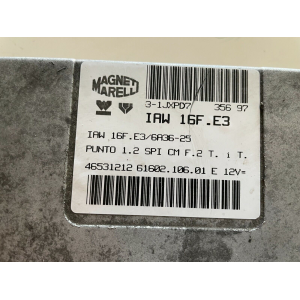 MAGNETI
MARELLI
3-1JXPD7 356 97
IAW 16F.E3
IAW 16F.E3/6A36-25
PUNTO 1.2 SPI CM F.2 T. i T.
46531212 61602.106.01 E 12V=